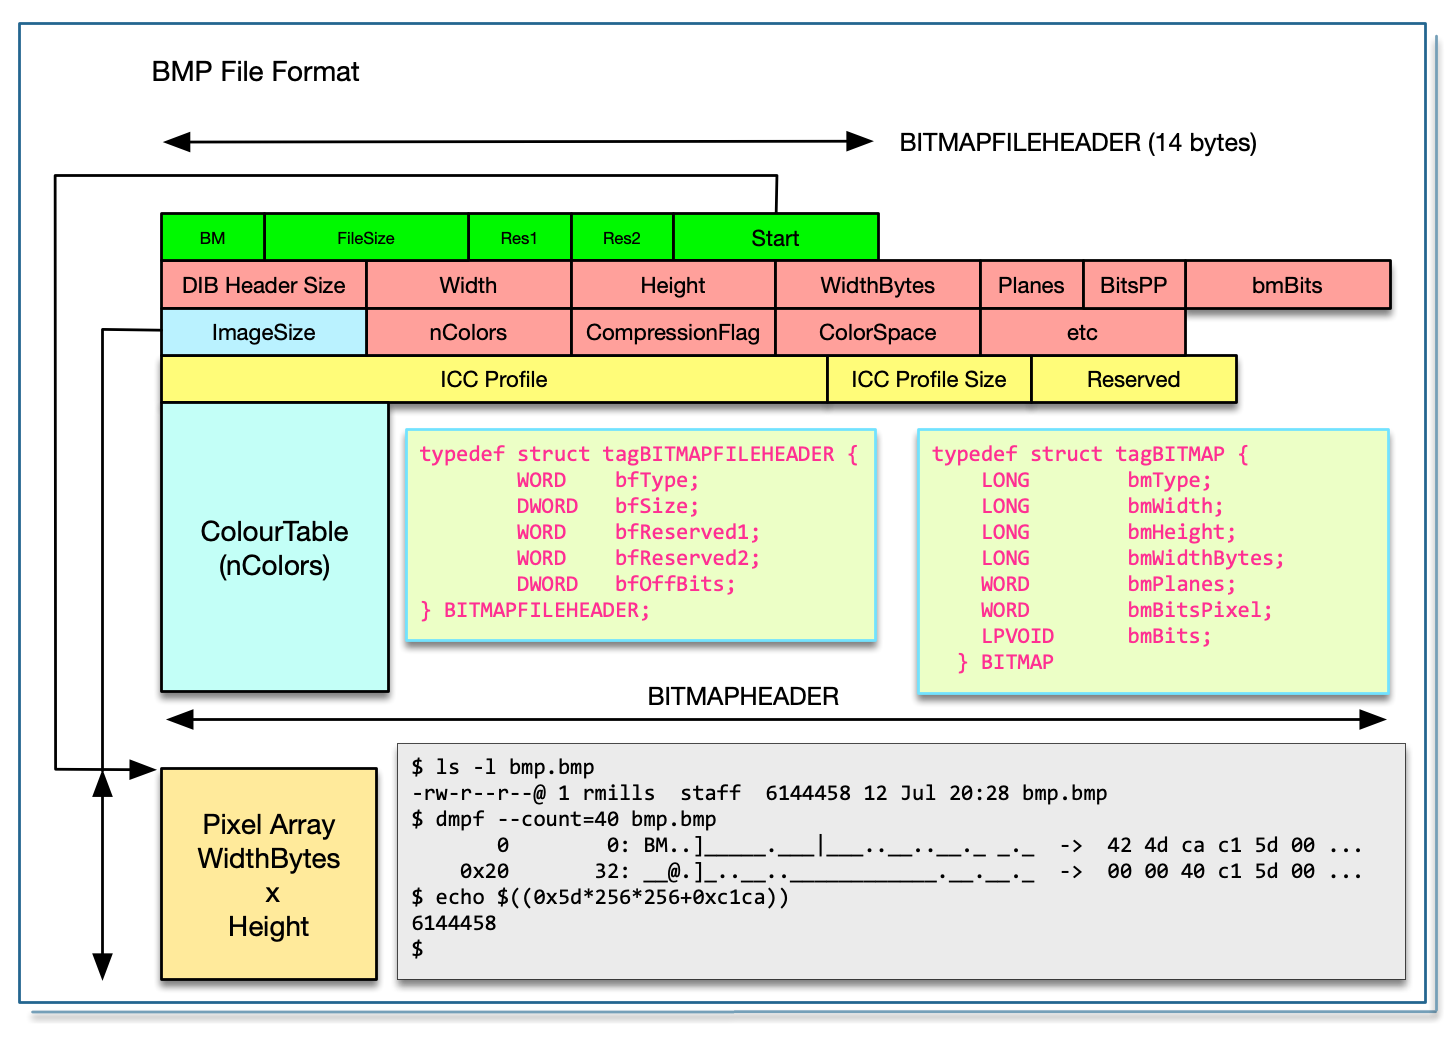 BMP File Format
BITMAPFILEHEADER (14 bytes)
BM FileSize Res1 Res2 Start
DIB Header Size Width Height WidthBytes Planes BitsPP bmBits
ImageSize nColors CompressionFlag ColorSpace etc
ICC Profile ICC Profile Size Reserved
ColourTable
(nColors)
typedef struct tagBITMAPFILEHEADER {
WORD bfType;
DWORD bfSize;
WORD bfReserved1;
WORD bfReserved2;
DWORD bfOffBits;
} BITMAPFILEHEADER;
typedef struct tagBITMAP {
LONG bmType;
LONG bmWidth;
LONG bmHeight;
LONG bmWidthBytes;
WORD bmPlanes;
WORD bmBitsPixel;
LPVOID bmBits;
} BITMAP
BITMAPHEADER
Pixel Array
WidthBytes
x
Height
$ ls -l bmp.bmp
-rw-r--r--@ 1 rmills  staff  6144458 12 Jul 20:28 bmp.bmp
$ dmpf --count=40 bmp.bmp
       0        0: BM..]_____.___|___..__..__._ _._  ->  42 4d ca c1 5d 00 ...
    0x20       32: __@.]_..__..____________.__.__._  ->  00 00 40 c1 5d 00 ...
$ echo $((0x5d*256*256+0xc1ca))
6144458
$